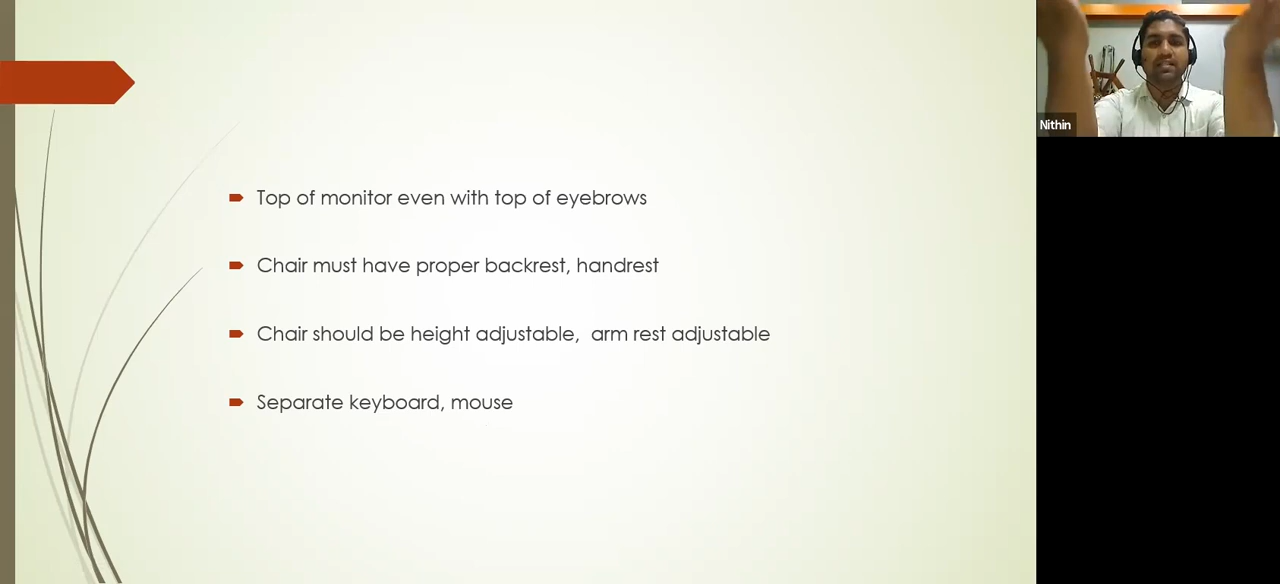 Top of monitor even with top of eyebrows
Chair must have proper backrest, handrest
Chair should be height adjustable,  arm rest adjustable
Separate keyboard, mouse
Nithin